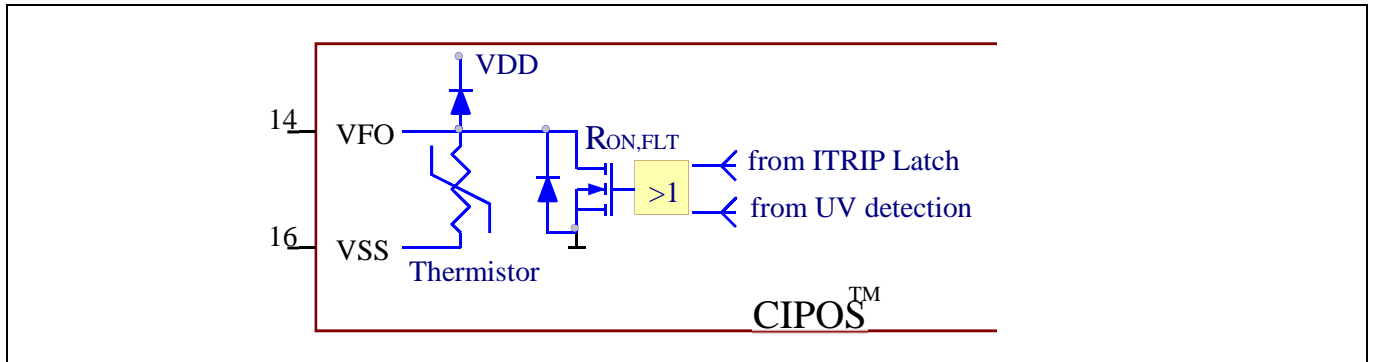 VDD
14 VFO
RON,FLT
from ITRIP Latch
>1
from UV detection
16 VSS
Thermistor
CIPOS™